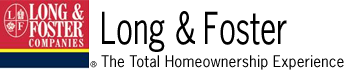 LONG &
FOSTER
COMPANIES
L F
Long & Foster
® The Total Homeownership Experience